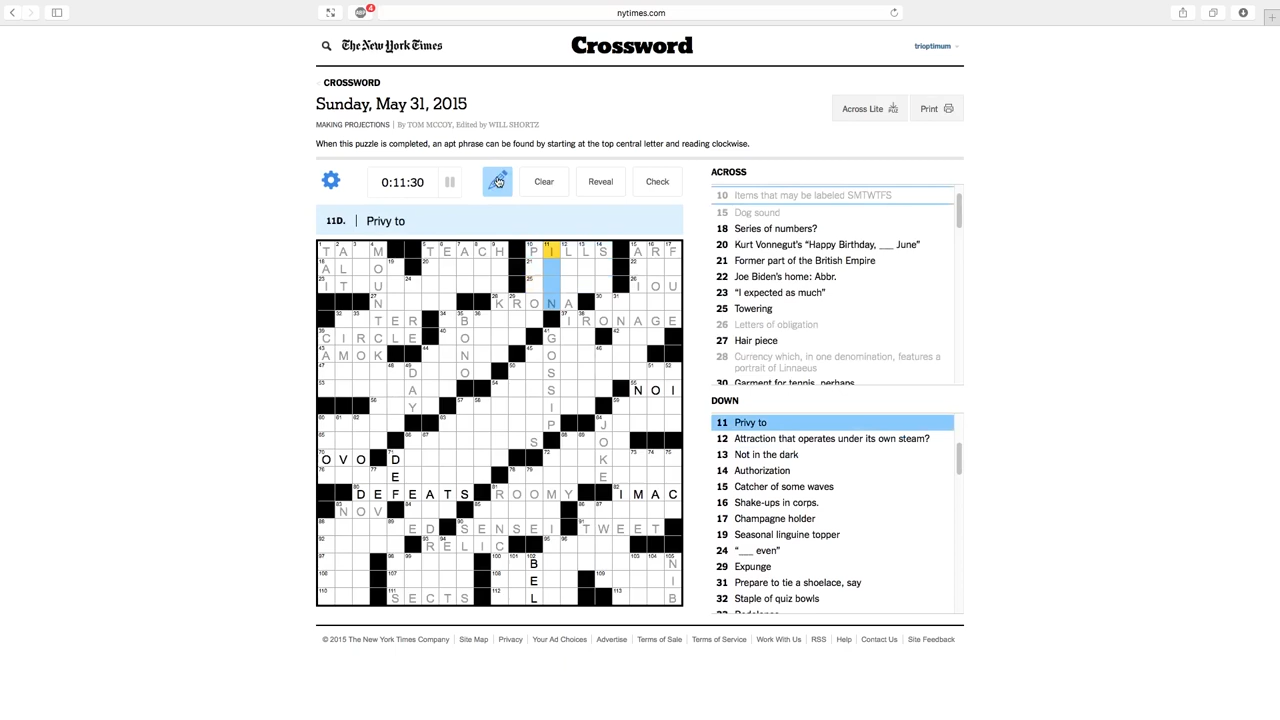 nytimes.com
4
The New York Times
Crossword
trioptimum
CROSSWORD
Sunday, May 31, 2015
Across Lite
Print
MAKING PROJECTIONS | By TOM MCCOY, Edited by WILL SHORTZ
When this puzzle is completed, an apt phrase can be found by starting at the top central letter and reading clockwise.
0:11:30
Clear
Reveal
Check
11D. | Privy to
T A M T E A C H P I L L S A R F
A L O
I T U I O U
N K R O N A
T E R B I R O N A G E
C I R C L E O G
A M O K N O
D O S
A S N O I
Y I
P J
S O
O V O D K
E E
D E F E A T S R O O M Y I M A C
N O V
E D S E N S E I T W E E T
R E L I C
B N
E I
S E C T S L B
ACROSS
10 Items that may be labeled SMTWTFS
15 Dog sound
18 Series of numbers?
20 Kurt Vonnegut's “Happy Birthday, ___ June”
21 Former part of the British Empire
22 Joe Biden's home: Abbr.
23 “I expected as much”
25 Towering
26 Letters of obligation
27 Hair piece
28 Currency which, in one denomination, features a
portrait of Linnaeus
30 Garment for tennis, perhaps
DOWN
11 Privy to
12 Attraction that operates under its own steam?
13 Not in the dark
14 Authorization
15 Catcher of some waves
16 Shake-ups in corps.
17 Champagne holder
19 Seasonal linguine topper
24 “___ even”
29 Expunge
31 Prepare to tie a shoelace, say
32 Staple of quiz bowls
© 2015 The New York Times Company | Site Map | Privacy | Your Ad Choices | Advertise | Terms of Sale | Terms of Service | Work With Us | RSS | Help | Contact Us | Site Feedback